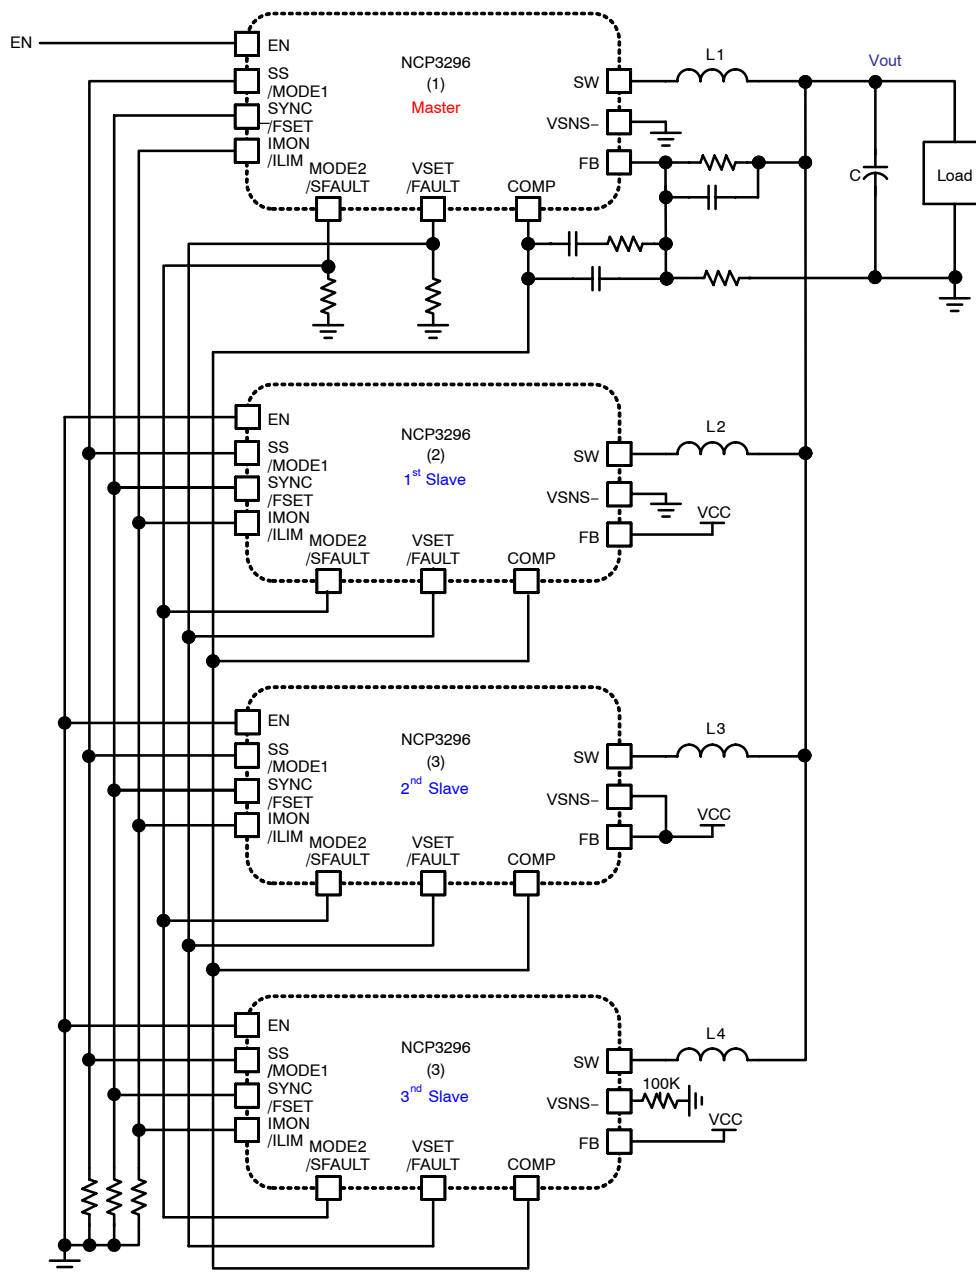 EN
EN
SS
/MODE1
SYNC
/FSET
IMON
/ILIM
NCP3296
(1)
Master
MODE2
/SFAULT
VSET
/FAULT
COMP
SW
VSNS−
FB
L1
Vout
C
Load
EN
SS
/MODE1
SYNC
/FSET
IMON
/ILIM
NCP3296
(2)
1st Slave
MODE2
/SFAULT
VSET
/FAULT
COMP
SW
VSNS−
FB
L2
VCC
EN
SS
/MODE1
SYNC
/FSET
IMON
/ILIM
NCP3296
(3)
2nd Slave
MODE2
/SFAULT
VSET
/FAULT
COMP
SW
VSNS−
FB
L3
VCC
EN
SS
/MODE1
SYNC
/FSET
IMON
/ILIM
NCP3296
(3)
3nd Slave
MODE2
/SFAULT
VSET
/FAULT
COMP
SW
VSNS−
FB
L4
100K
VCC